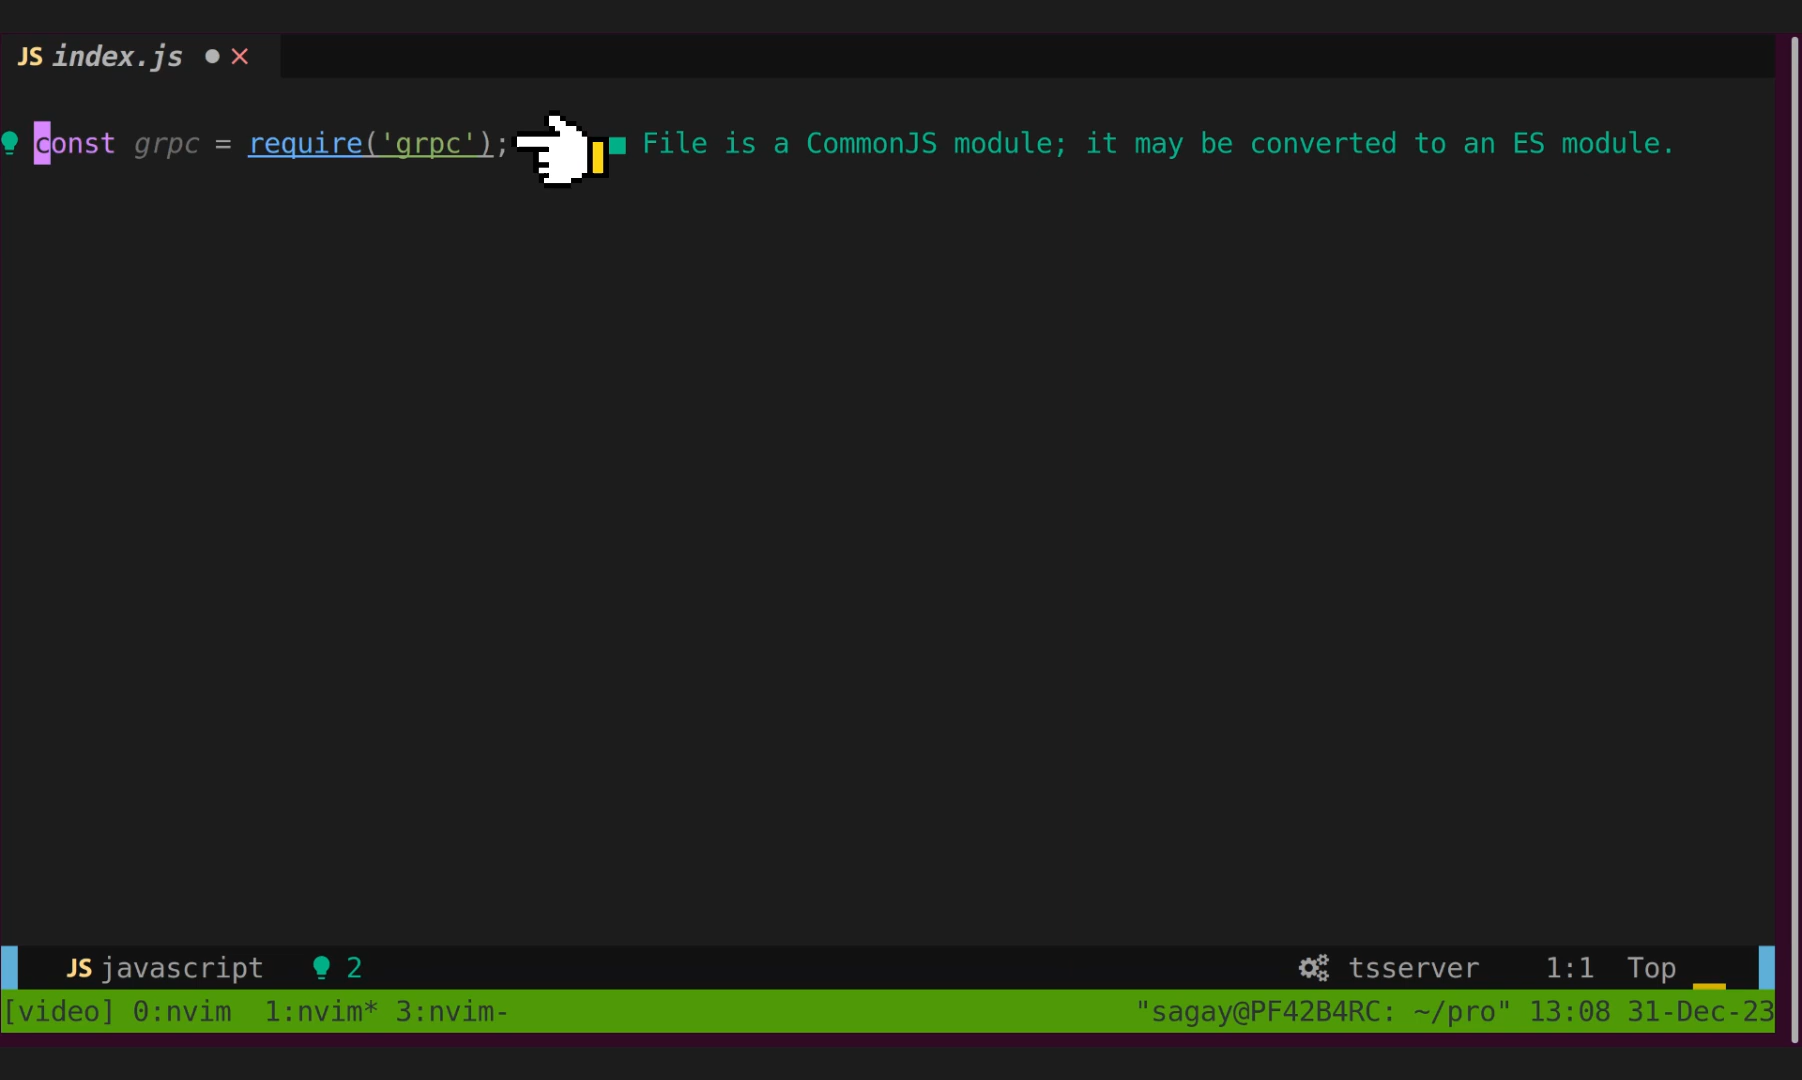 JS index.js
const grpc = require('grpc'); ■ File is a CommonJS module; it may be converted to an ES module.
JS javascript 2 tsserver 1:1 Top
[video] 0:nvim 1:nvim* 3:nvim- "sagay@PF42B4RC: ~/pro" 13:08 31-Dec-23